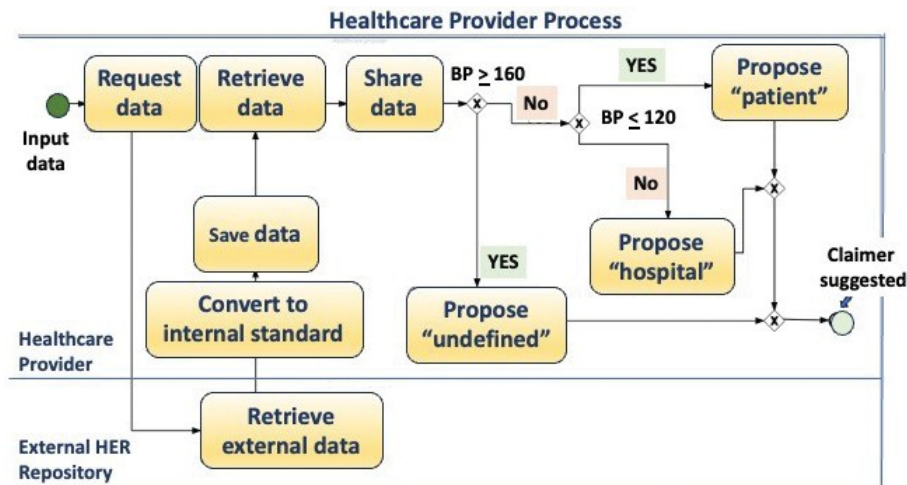 Healthcare Provider Process
Healthcare provider
Request
data
Retrieve
data
Share
data
BP ≥ 160
YES
Propose
“patient”
No
BP ≤ 120
Input
data
No
Save data
Propose
“hospital”
YES
Claimer
suggested
Convert to
internal standard
Propose
“undefined”
Healthcare
Provider
Retrieve
external data
External HER
Repository
X
X
X
X